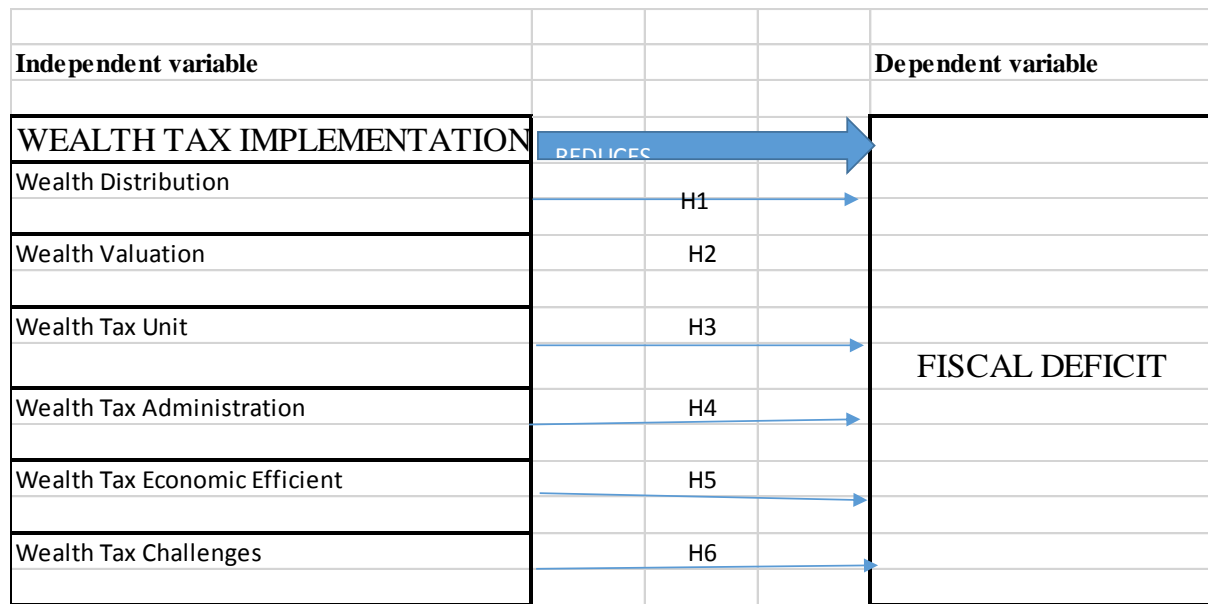 Independent variable Dependent variable
WEALTH TAX IMPLEMENTATION REDUCES
Wealth Distribution
H1
Wealth Valuation H2
Wealth Tax Unit H3
FISCAL DEFICIT
Wealth Tax Administration H4
Wealth Tax Economic Efficient H5
Wealth Tax Challenges H6